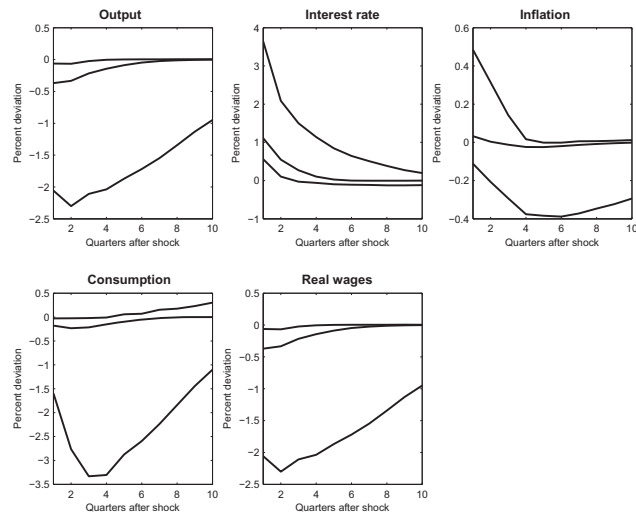 Output
0.5
0
−0.5
−1
−1.5
−2
−2.5
2 4 6 8 10
Percent deviation
Quarters after shock
Interest rate
4
3
2
1
0
−1
2 4 6 8 10
Percent deviation
Quarters after shock
Inflation
0.6
0.4
0.2
0
−0.2
−0.4
2 4 6 8 10
Percent deviation
Quarters after shock
Consumption
0.5
0
−0.5
−1
−1.5
−2
−2.5
−3
−3.5
2 4 6 8 10
Percent deviation
Quarters after shock
Real wages
0.5
0
−0.5
−1
−1.5
−2
−2.5
2 4 6 8 10
Percent deviation
Quarters after shock